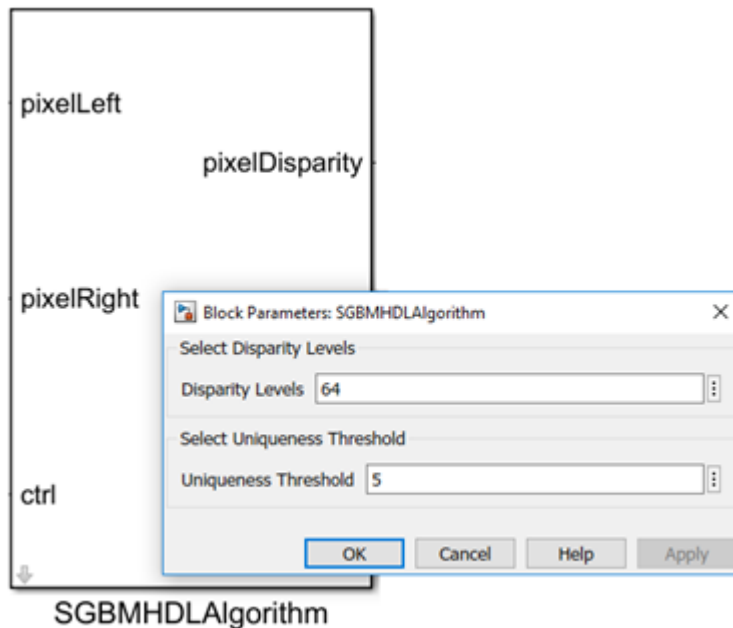 pixelLeft
pixelDisparity
pixelRight
Block Parameters: SGBMHDLAlgorithm
Select Disparity Levels
Disparity Levels 64
Select Uniqueness Threshold
Uniqueness Threshold 5
ctrl
OK Cancel Help Apply
SGBMHDLAlgorithm